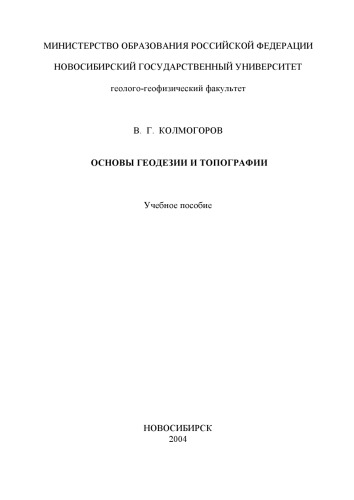 МИНИСТЕРСТВО ОБРАЗОВАНИЯ РОССИЙСКОЙ ФЕДЕРАЦИИ
НОВОСИБИРСКИЙ ГОСУДАРСТВЕННЫЙ УНИВЕРСИТЕТ
геолого-геофизический факультет
В. Г. КОЛМОГОРОВ
ОСНОВЫ ГЕОДЕЗИИ И ТОПОГРАФИИ
Учебное пособие
НОВОСИБИРСК
2004